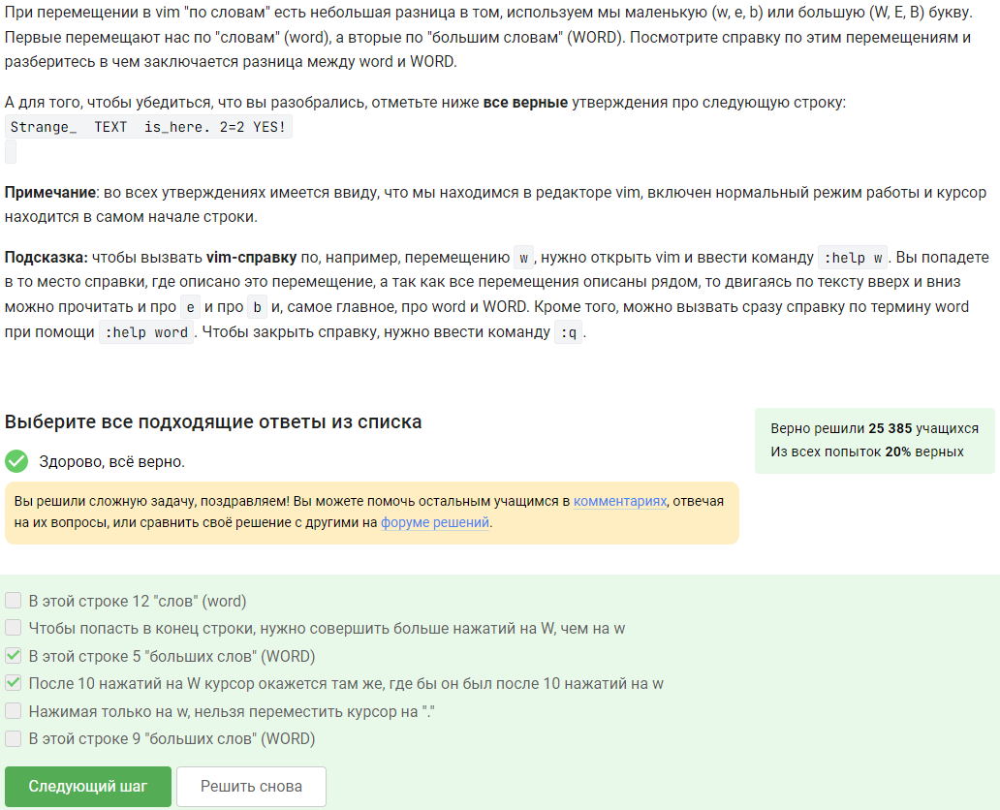 При перемещении в vim "по словам" есть небольшая разница в том, используем мы маленькую (w, e, b) или большую (W, E, B) букву.
Первые перемещают нас по "словам" (word), а вторые по "большим словам" (WORD). Посмотрите справку по этим перемещениям и
разберитесь в чем заключается разница между word и WORD.
А для того, чтобы убедиться, что вы разобрались, отметьте ниже все верные утверждения про следующую строку:
Strange_  TEXT  is_here. 2=2 YES!
Примечание: во всех утверждениях имеется ввиду, что мы находимся в редакторе vim, включен нормальный режим работы и курсор
находится в самом начале строки.
Подсказка: чтобы вызвать vim-справку по, например, перемещению w, нужно открыть vim и ввести команду :help w. Вы попадете
в то место справки, где описано это перемещение, а так как все перемещения описаны рядом, то двигаясь по тексту вверх и вниз
можно прочитать и про e и про b и, самое главное, про word и WORD. Кроме того, можно вызвать сразу справку по термину word
при помощи :help word. Чтобы закрыть справку, нужно ввести команду :q.
Выберите все подходящие ответы из списка
Верно решили 25 385 учащихся
Из всех попыток 20% верных
Здорово, всё верно.
Вы решили сложную задачу, поздравляем! Вы можете помочь остальным учащимся в комментариях, отвечая
на их вопросы, или сравнить своё решение с другими на форуме решений.
В этой строке 12 "слов" (word)
Чтобы попасть в конец строки, нужно совершить больше нажатий на W, чем на w
В этой строке 5 "больших слов" (WORD)
После 10 нажатий на W курсор окажется там же, где бы он был после 10 нажатий на w
Нажимая только на w, нельзя переместить курсор на "."
В этой строке 9 "больших слов" (WORD)
Следующий шаг
Решить снова